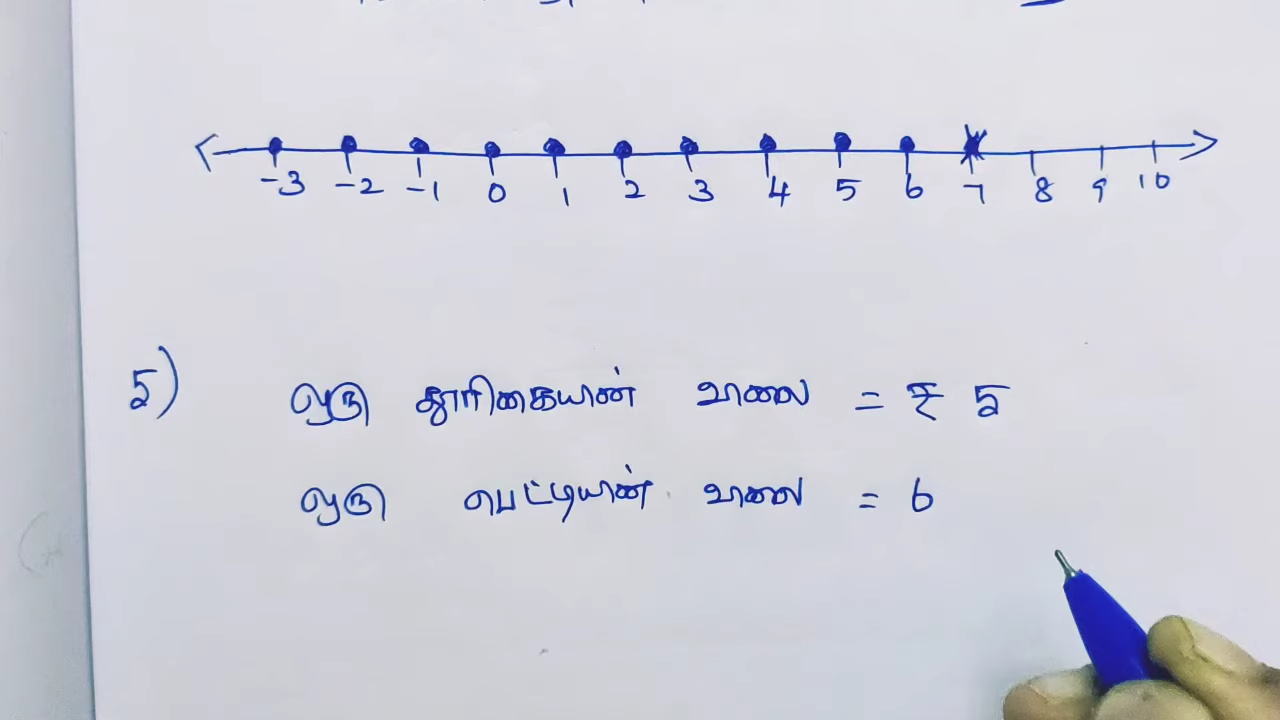 -3 -2 -1 0 1 2 3 4 5 6 7 8 9 10
5) ஒரு தூரிகையின் விலை = ₹ 5
ஒரு பெட்டியின் விலை = 6